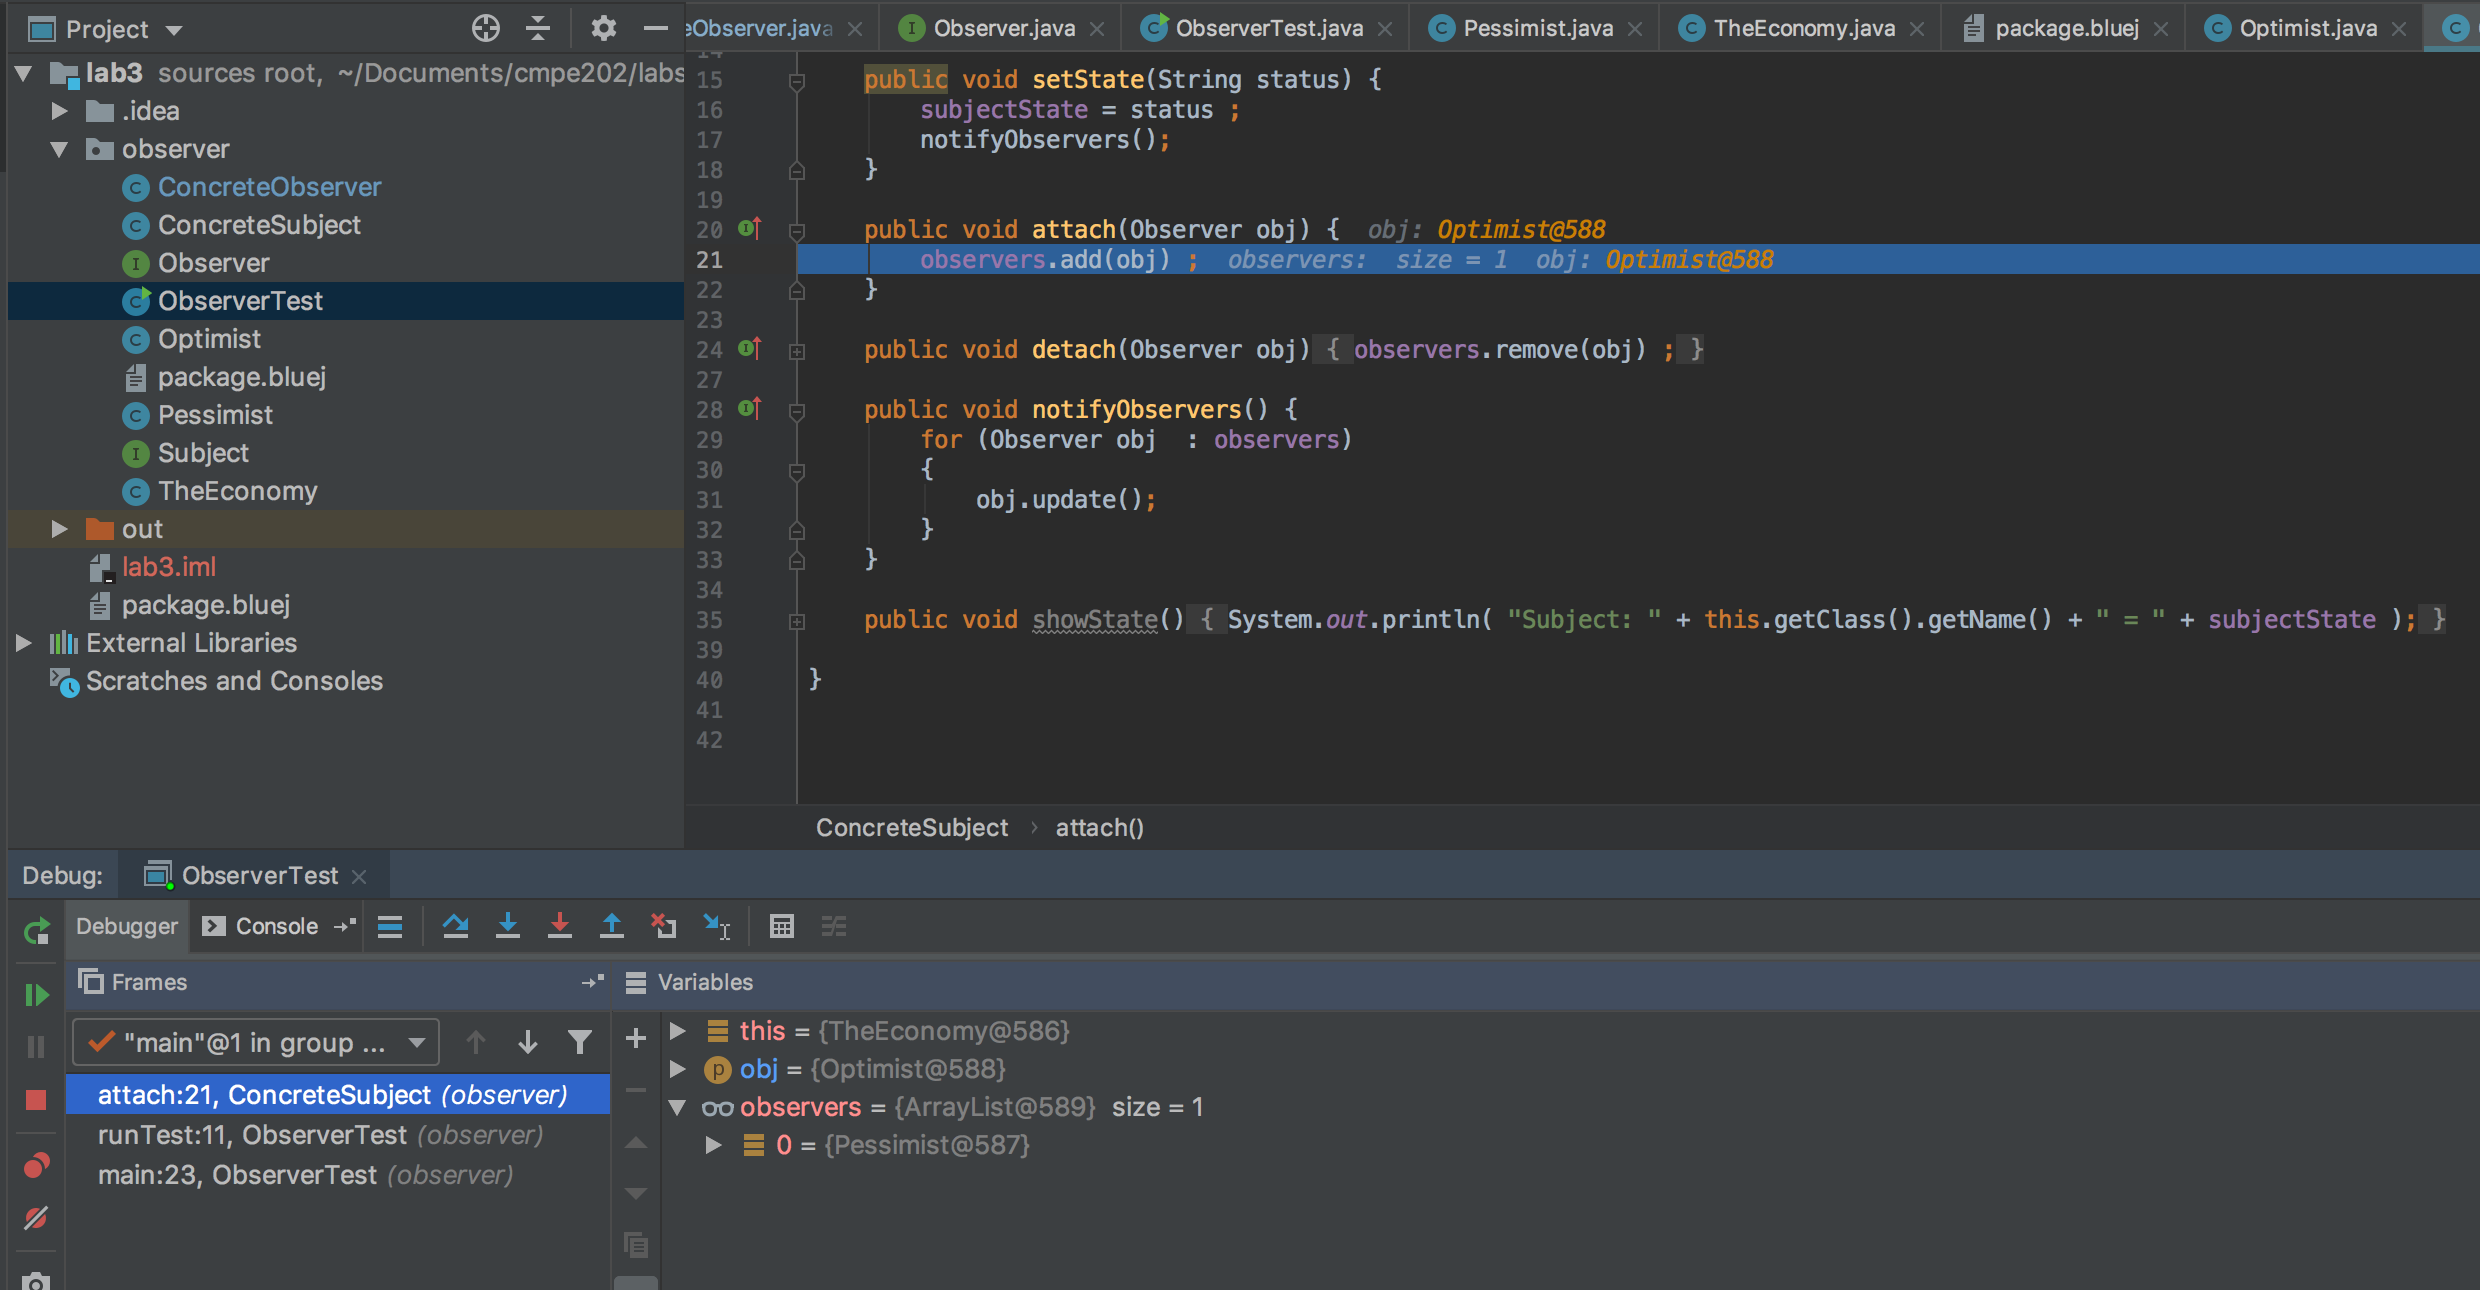 Project
eObserver.java Observer.java ObserverTest.java Pessimist.java TheEconomy.java package.bluej Optimist.java
lab3 sources root, ~/Documents/cmpe202/labs
.idea
observer
ConcreteObserver
ConcreteSubject
Observer
ObserverTest
Optimist
package.bluej
Pessimist
Subject
TheEconomy
out
lab3.iml
package.bluej
External Libraries
Scratches and Consoles
14
15 public void setState(String status) {
16 subjectState = status ;
17 notifyObservers();
18 }
19
20 public void attach(Observer obj) { obj: Optimist@588
21 observers.add(obj) ; observers: size = 1 obj: Optimist@588
22 }
23
24 public void detach(Observer obj) { observers.remove(obj) ; }
27
28 public void notifyObservers() {
29 for (Observer obj : observers)
30 {
31 obj.update();
32 }
33 }
34
35 public void showState() { System.out.println( "Subject: " + this.getClass().getName() + " = " + subjectState ); }
39
40 }
41
42
ConcreteSubject › attach()
Debug: ObserverTest
Debugger Console
Frames
Variables
"main"@1 in group ...
attach:21, ConcreteSubject (observer)
runTest:11, ObserverTest (observer)
main:23, ObserverTest (observer)
this = {TheEconomy@586}
obj = {Optimist@588}
observers = {ArrayList@589} size = 1
0 = {Pessimist@587}